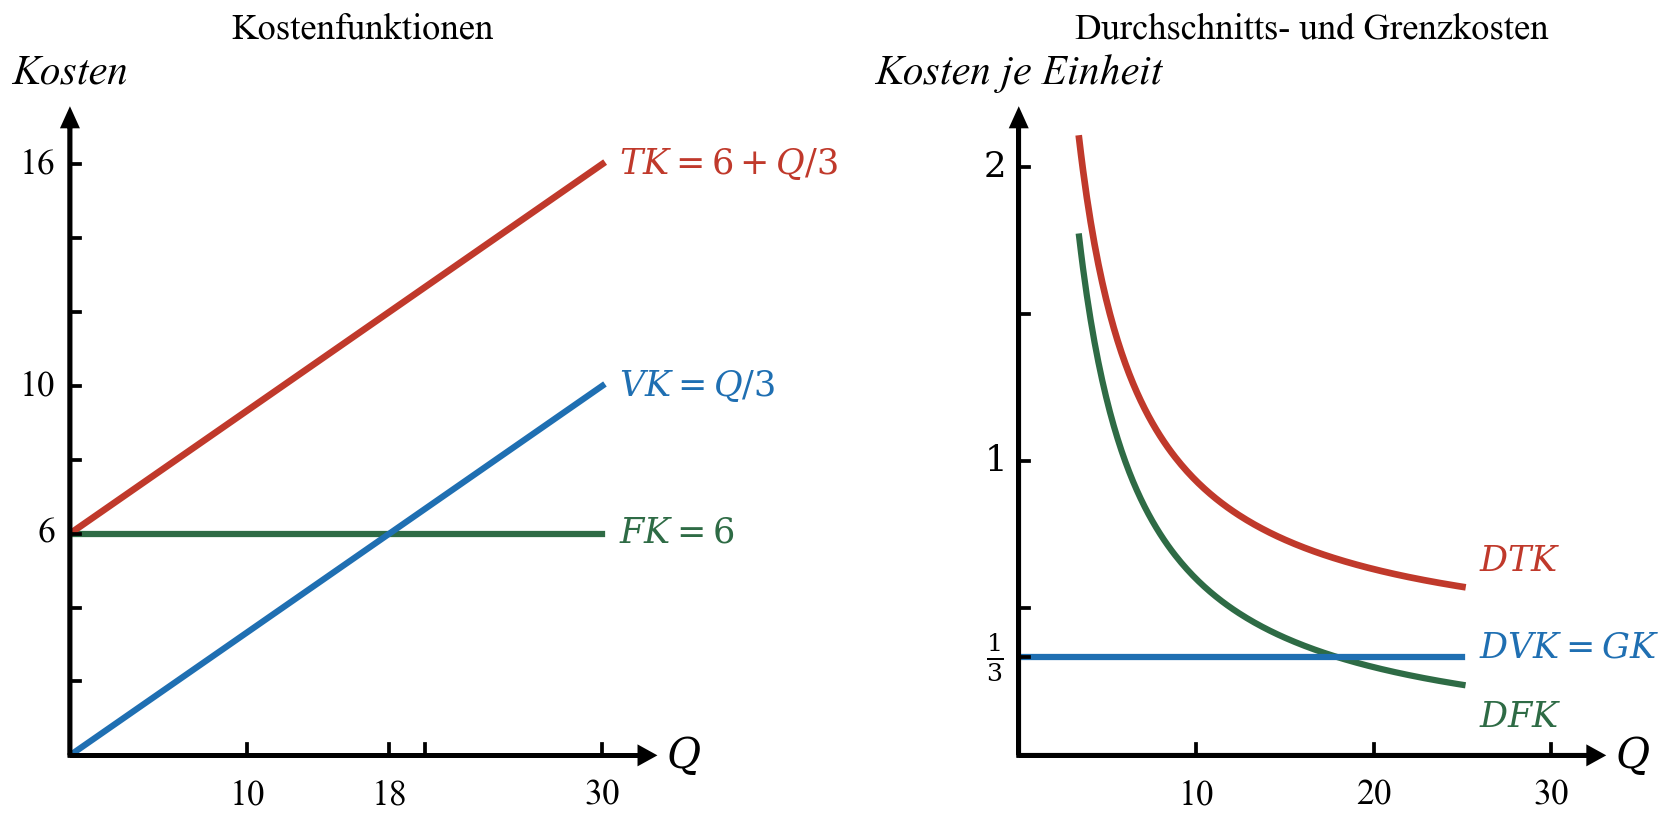 Kostenfunktionen
Kosten
16
10
6
TK = 6 + Q/3
VK = Q/3
FK = 6
10
18
30
Q
Durchschnitts- und Grenzkosten
Kosten je Einheit
2
1
1/3
DTK
DVK = GK
DFK
10
20
30
Q